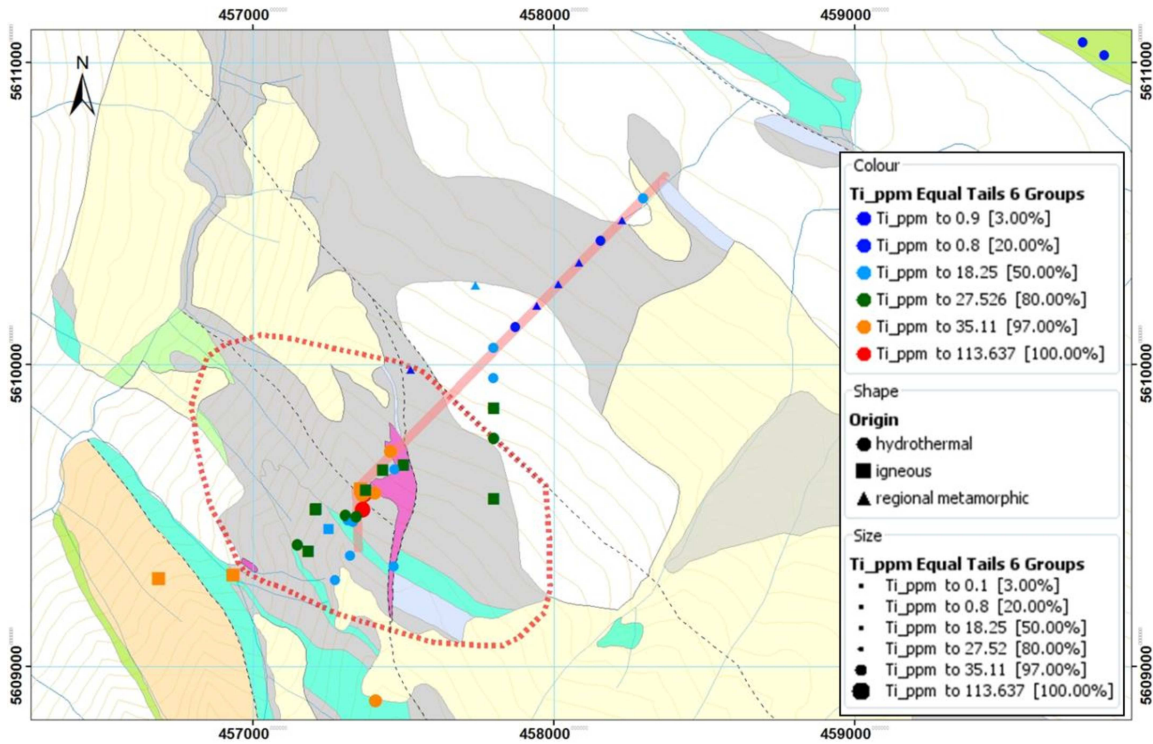 457000
458000
459000
5611000
5611000
N
Colour
Ti_ppm Equal Tails 6 Groups
Ti_ppm to 0.9 [3.00%]
Ti_ppm to 0.8 [20.00%]
Ti_ppm to 18.25 [50.00%]
Ti_ppm to 27.526 [80.00%]
Ti_ppm to 35.11 [97.00%]
Ti_ppm to 113.637 [100.00%]
5610000
5610000
Shape
Origin
hydrothermal
igneous
regional metamorphic
Size
Ti_ppm Equal Tails 6 Groups
Ti_ppm to 0.1 [3.00%]
Ti_ppm to 0.8 [20.00%]
Ti_ppm to 18.25 [50.00%]
Ti_ppm to 27.52 [80.00%]
Ti_ppm to 35.11 [97.00%]
Ti_ppm to 113.637 [100.00%]
5609000
5609000
457000
458000
459000